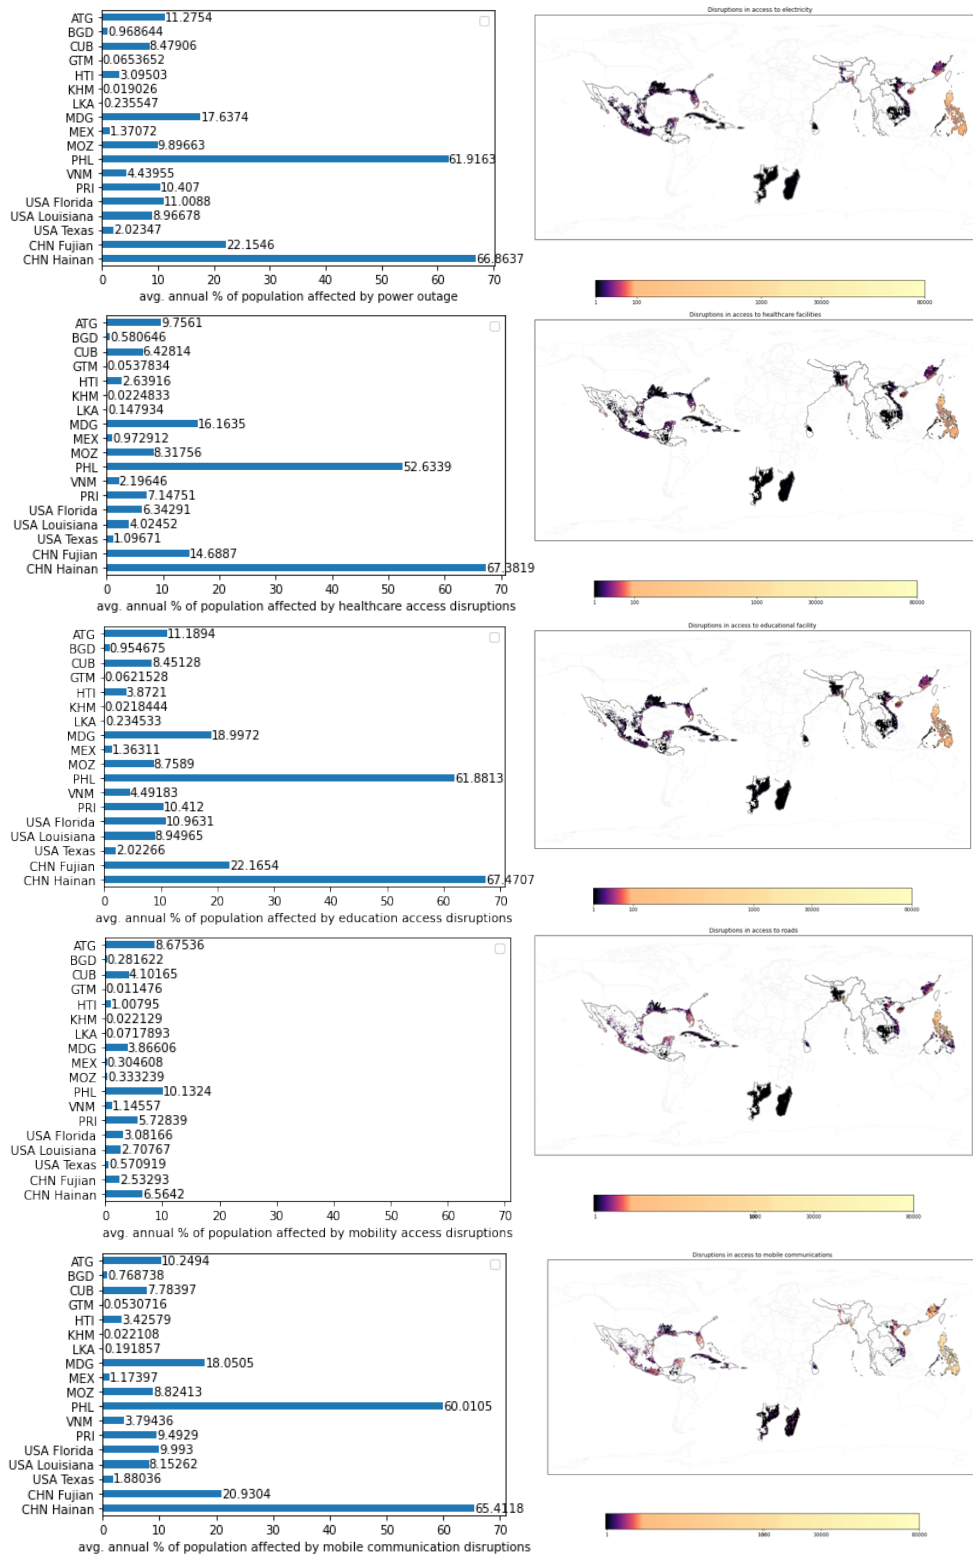 ATG 11.2754
BGD 0.968644
CUB 8.47906
GTM 0.0653652
HTI 3.09503
KHM 0.019026
LKA 0.235547
MDG 17.6374
MEX 1.37072
MOZ 9.89663
PHL 61.9163
VNM 4.43955
PRI 10.407
USA Florida 11.0088
USA Louisiana 8.96678
USA Texas 2.02347
CHN Fujian 22.1546
CHN Hainan 66.8637
0 10 20 30 40 50 60 70
avg. annual % of population affected by power outage
Disruptions in access to electricity
1 100 1000 30000 80000
ATG 9.7561
BGD 0.580646
CUB 6.42814
GTM 0.0537834
HTI 2.63916
KHM 0.0224833
LKA 0.147934
MDG 16.1635
MEX 0.972912
MOZ 8.31756
PHL 52.6339
VNM 2.19646
PRI 7.14751
USA Florida 6.34291
USA Louisiana 4.02452
USA Texas 1.09671
CHN Fujian 14.6887
CHN Hainan 67.3819
0 10 20 30 40 50 60 70
avg. annual % of population affected by healthcare access disruptions
Disruptions in access to healthcare facilities
1 100 1000 30000 80000
ATG 11.1894
BGD 0.954675
CUB 8.45128
GTM 0.0621528
HTI 3.8721
KHM 0.0218444
LKA 0.234533
MDG 18.9972
MEX 1.36311
MOZ 8.7589
PHL 61.8813
VNM 4.49183
PRI 10.412
USA Florida 10.9631
USA Louisiana 8.94965
USA Texas 2.02266
CHN Fujian 22.1654
CHN Hainan 67.4707
0 10 20 30 40 50 60 70
avg. annual % of population affected by education access disruptions
Disruptions in access to educational facility
1 100 1000 30000 80000
ATG 8.67536
BGD 0.281622
CUB 4.10165
GTM 0.011476
HTI 1.00795
KHM 0.022129
LKA 0.0717893
MDG 3.86606
MEX 0.304608
MOZ 0.333239
PHL 10.1324
VNM 1.14557
PRI 5.72839
USA Florida 3.08166
USA Louisiana 2.70767
USA Texas 0.570919
CHN Fujian 2.53293
CHN Hainan 6.5642
0 10 20 30 40 50 60 70
avg. annual % of population affected by mobility access disruptions
Disruptions in access to roads
1 30000 80000
ATG 10.2494
BGD 0.768738
CUB 7.78397
GTM 0.0530716
HTI 3.42579
KHM 0.022108
LKA 0.191857
MDG 18.0505
MEX 1.17397
MOZ 8.82413
PHL 60.0105
VNM 3.79436
PRI 9.4929
USA Florida 9.993
USA Louisiana 8.15262
USA Texas 1.88036
CHN Fujian 20.9304
CHN Hainan 65.4118
0 10 20 30 40 50 60 70
avg. annual % of population affected by mobile communication disruptions
Disruptions in access to mobile communications
1 30000 80000